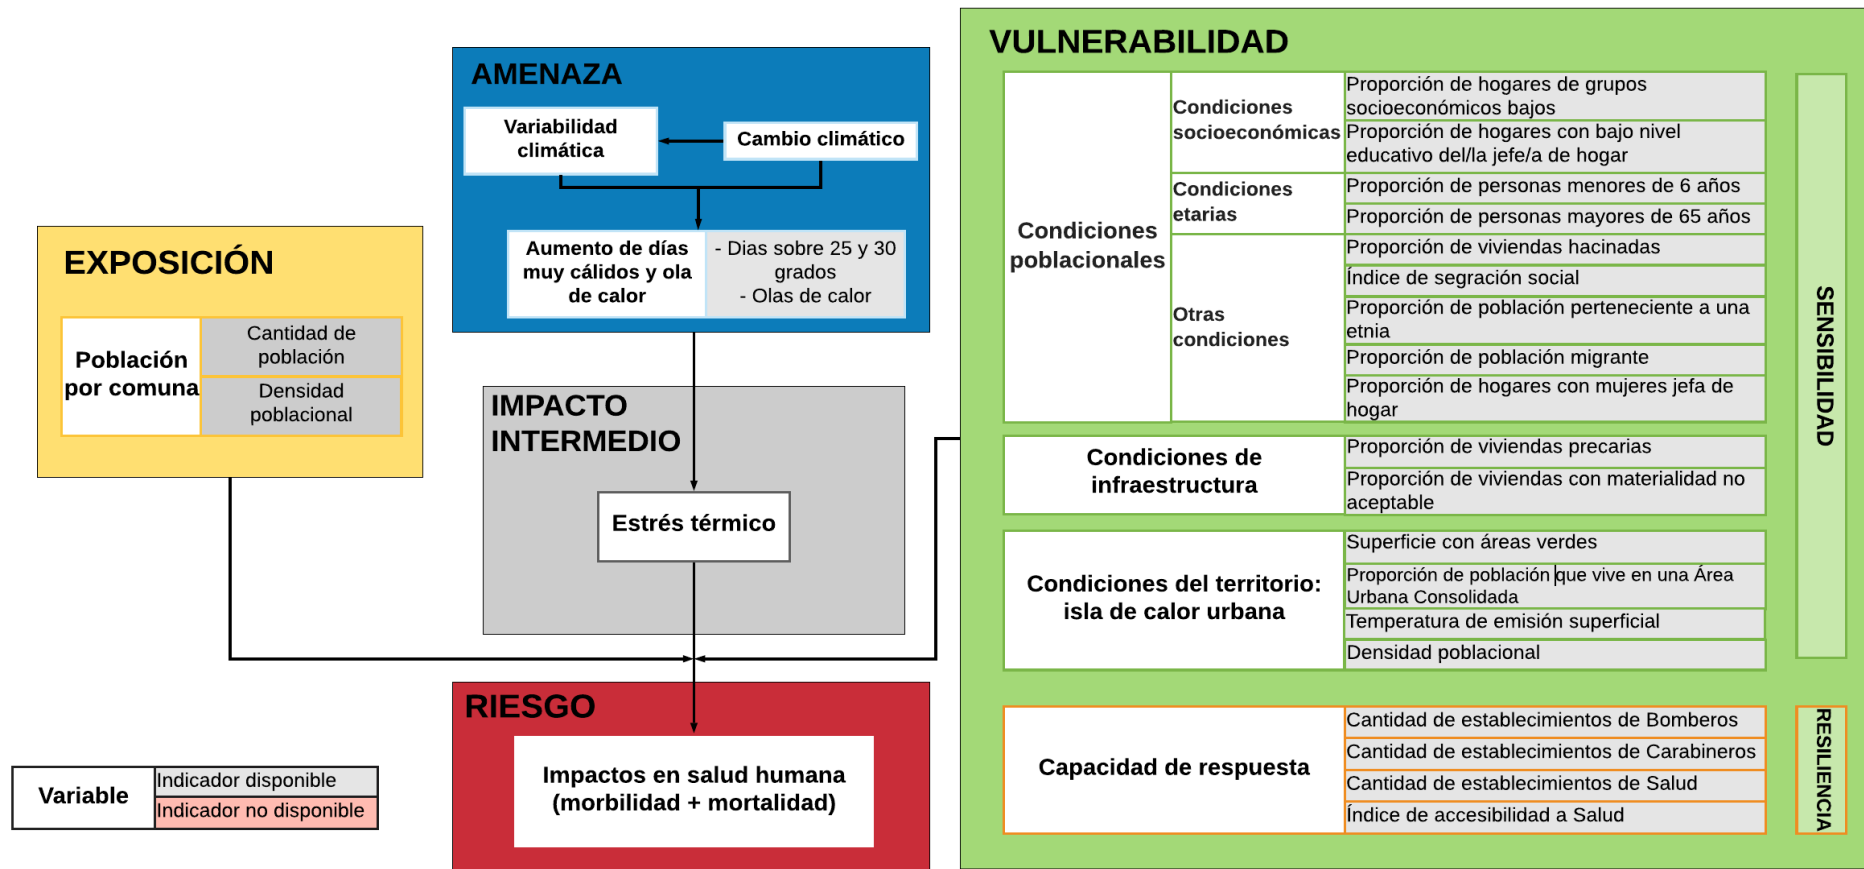 EXPOSICIÓN
Población
por comuna
Cantidad de
población
Densidad
poblacional
AMENAZA
Variabilidad
climática
Cambio climático
Aumento de días
muy cálidos y ola
de calor
- Dias sobre 25 y 30
grados
- Olas de calor
IMPACTO
INTERMEDIO
Estrés térmico
RIESGO
Impactos en salud humana
(morbilidad + mortalidad)
Variable
Indicador disponible
Indicador no disponible
VULNERABILIDAD
Condiciones
poblacionales
Condiciones
socioeconómicas
Proporción de hogares de grupos
socioeconómicos bajos
Proporción de hogares con bajo nivel
educativo del/la jefe/a de hogar
Condiciones
etarias
Proporción de personas menores de 6 años
Proporción de personas mayores de 65 años
Otras
condiciones
Proporción de viviendas hacinadas
Índice de segración social
Proporción de población perteneciente a una
etnia
Proporción de población migrante
Proporción de hogares con mujeres jefa de
hogar
Condiciones de
infraestructura
Proporción de viviendas precarias
Proporción de viviendas con materialidad no
aceptable
Condiciones del territorio:
isla de calor urbana
Superficie con áreas verdes
Proporción de población que vive en una Área
Urbana Consolidada
Temperatura de emisión superficial
Densidad poblacional
SENSIBILIDAD
Capacidad de respuesta
Cantidad de establecimientos de Bomberos
Cantidad de establecimientos de Carabineros
Cantidad de establecimientos de Salud
Índice de accesibilidad a Salud
RESILIENCIA